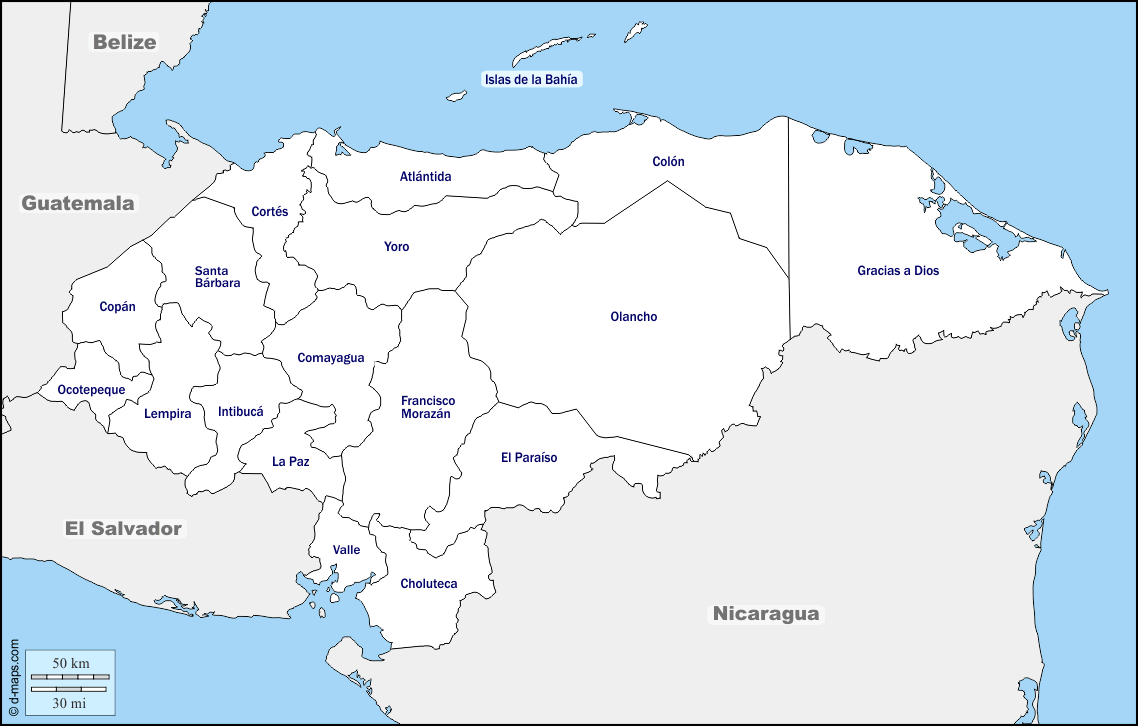 Belize
Islas de la Bahía
Colón
Atlántida
Guatemala
Cortés
Yoro
Santa
Bárbara
Gracias a Dios
Copán
Olancho
Comayagua
Ocotepeque
Francisco
Morazán
Lempira
Intibucá
La Paz
El Paraíso
El Salvador
Valle
Choluteca
Nicaragua
50 km
30 mi
© d-maps.com